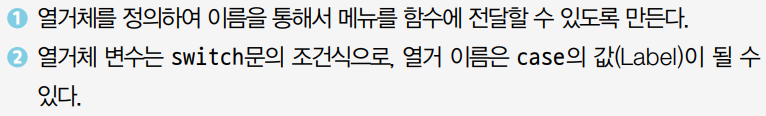 ❶ 열거체를 정의하여 이름을 통해서 메뉴를 함수에 전달할 수 있도록 만든다.
❷ 열거체 변수는 switch문의 조건식으로, 열거 이름은 case의 값(Label)이 될 수
있다.